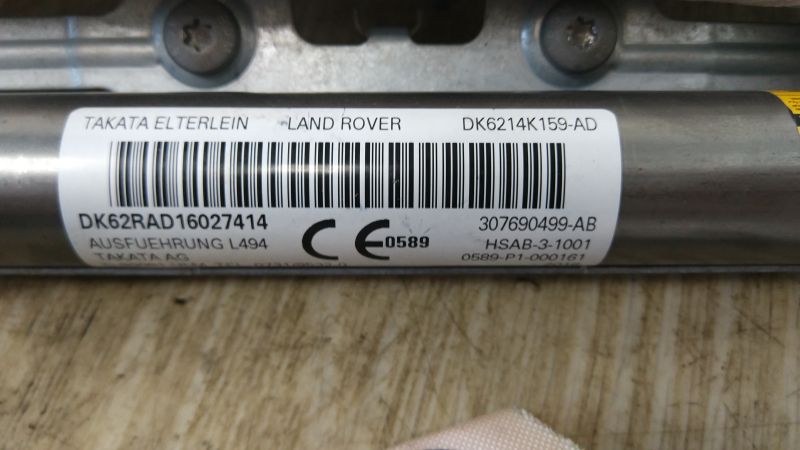 TAKATA ELTERLEIN LAND ROVER DK6214K159-AD
DK62RAD16027414 307690499-AB
AUSFUEHRUNG L494 CE 0589 HSAB-3-1001
TAKATA AG 0589-P1-000161